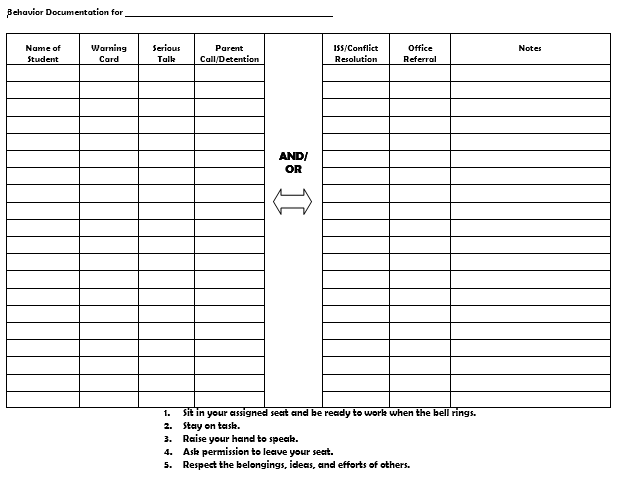 Behavior Documentation for
Name of Student
Warning Card
Serious Talk
Parent Call/Detention
AND/
OR
ISS/Conflict Resolution
Office Referral
Notes
1. Sit in your assigned seat and be ready to work when the bell rings.
2. Stay on task.
3. Raise your hand to speak.
4. Ask permission to leave your seat.
5. Respect the belongings, ideas, and efforts of others.